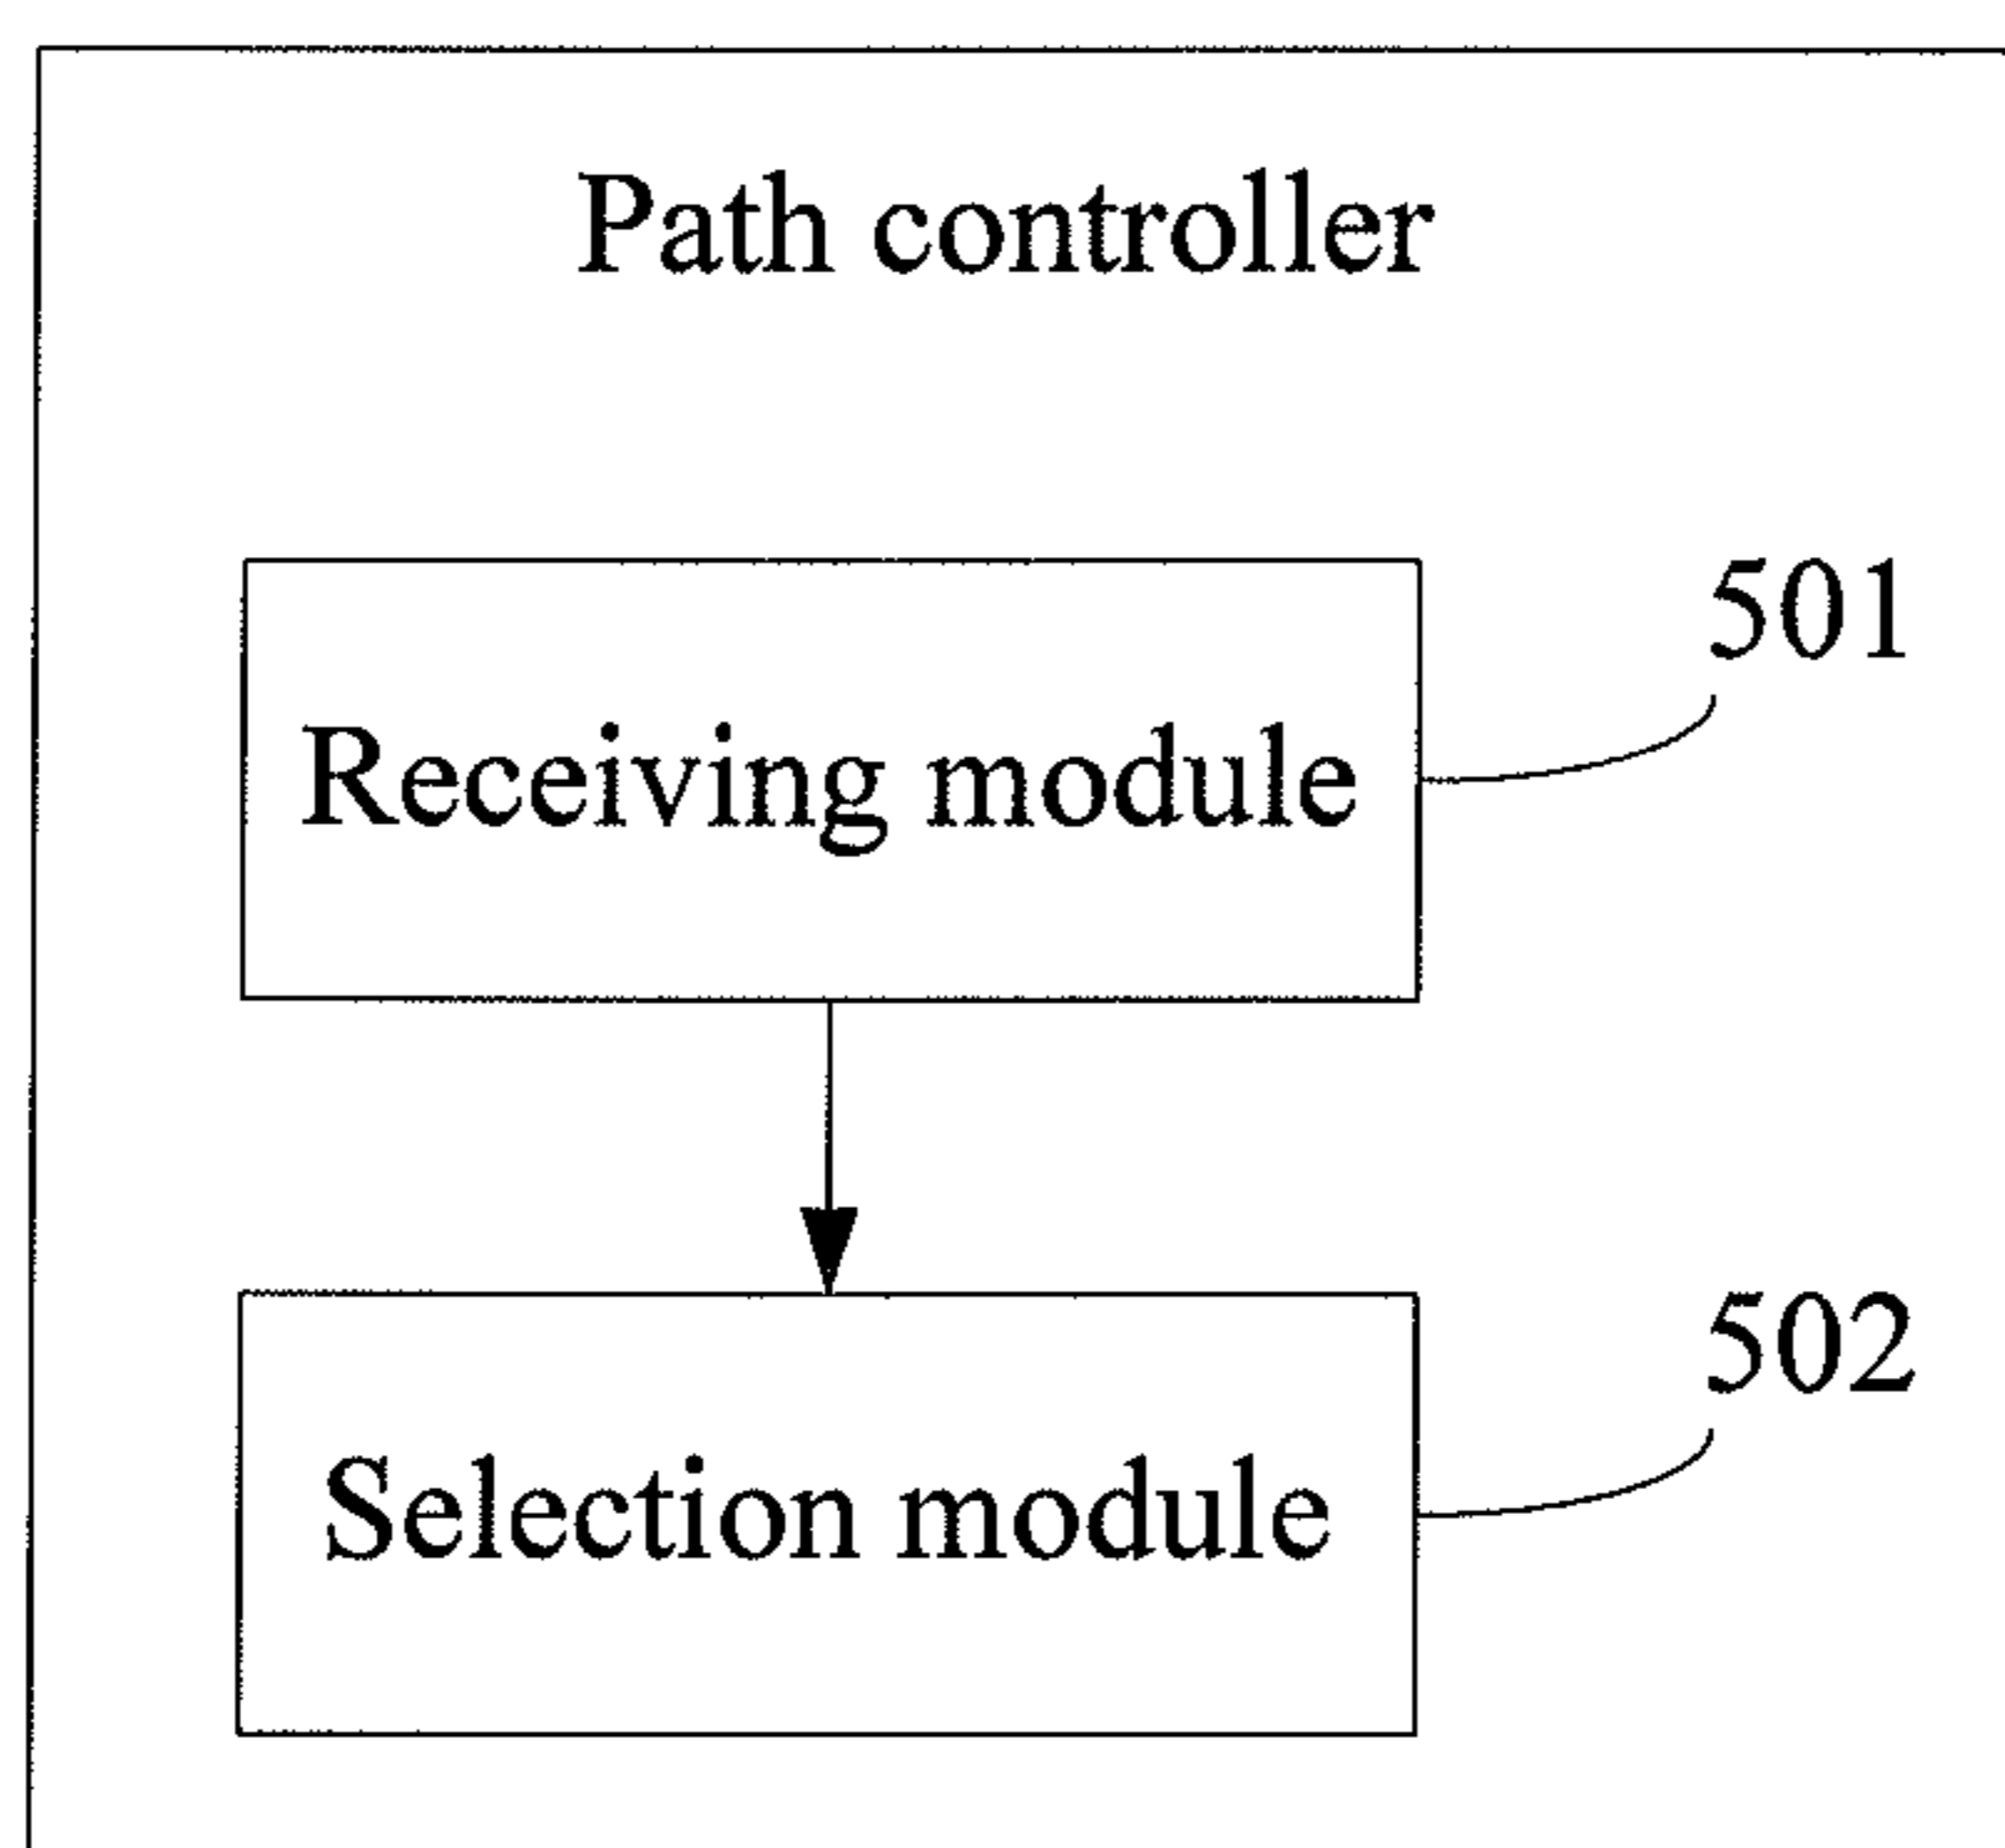 Path controller
501
Receiving module
502
Selection module